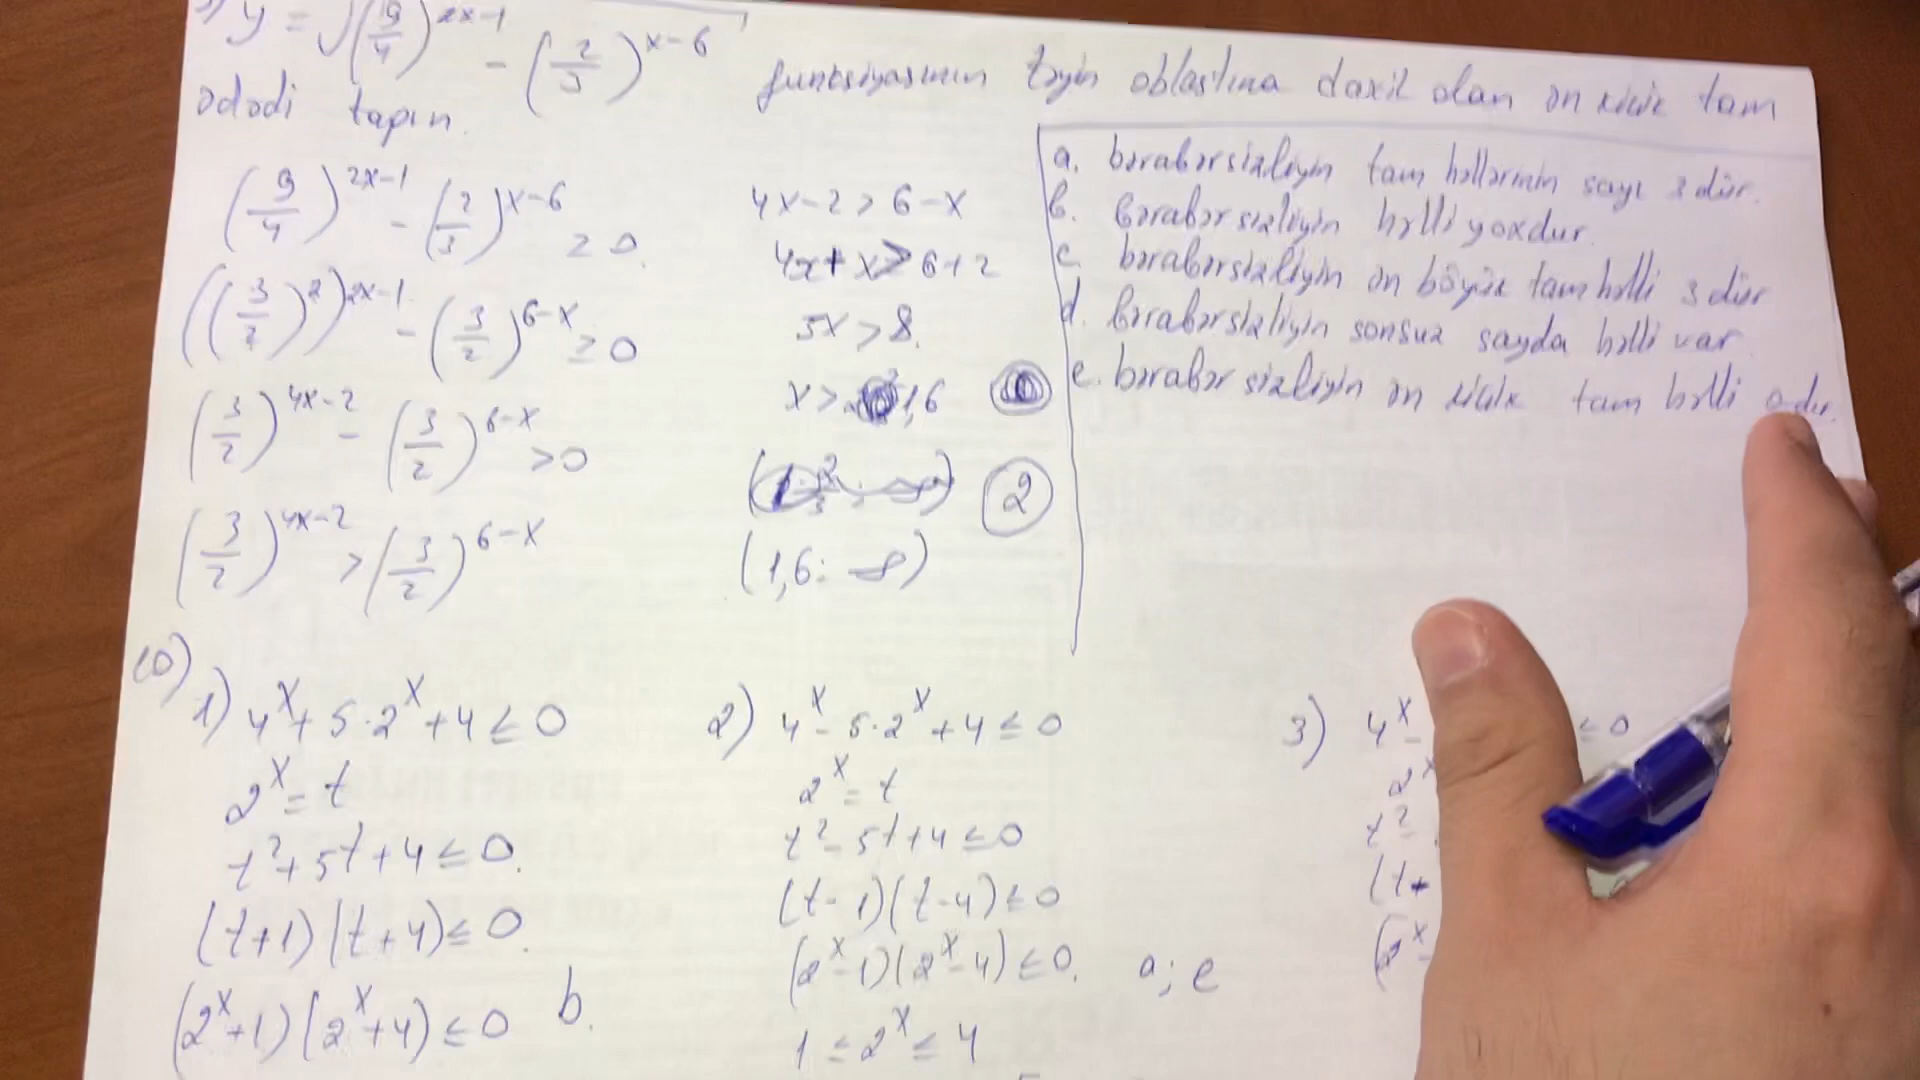 y = √(9/4)^2x-1 - (2/3)^x-6 funksiyasının təyin oblastına daxil olan ən kiçik tam
ədədi tapın.
(9/4)^2x-1 - (2/3)^x-6 ≥ 0.
((3/2)^2)^2x-1 - (3/2)^6-x ≥ 0
(3/2)^4x-2 - (3/2)^6-x > 0
(3/2)^4x-2 > (3/2)^6-x
4x-2 > 6-x
4x+x > 6+2
5x > 8.
x > 1,6
2
(1,6; ∞)
a. bərabərsizliyin tam həllərinin sayı 3 dür.
b. bərabərsizliyin həlli yoxdur.
c. bərabərsizliyin ən böyük tam həlli 3 dür
d. bərabərsizliyin sonsuz sayda həlli var
e. bərabərsizliyin ən kiçik tam həlli 0-dır.
10)
1) 4^x + 5·2^x + 4 ≤ 0
2^x = t
t^2 + 5t + 4 ≤ 0.
(t+1)(t+4) ≤ 0.
(2^x+1)(2^x+4) ≤ 0 b.
2) 4^x - 5·2^x + 4 ≤ 0
2^x = t
t^2 - 5t + 4 ≤ 0
(t-1)(t-4) ≤ 0
(2^x-1)(2^x-4) ≤ 0. a; e
1 ≤ 2^x ≤ 4
3) 4^x - ≤ 0
2^x
t^2 -
(t-
(2^x -